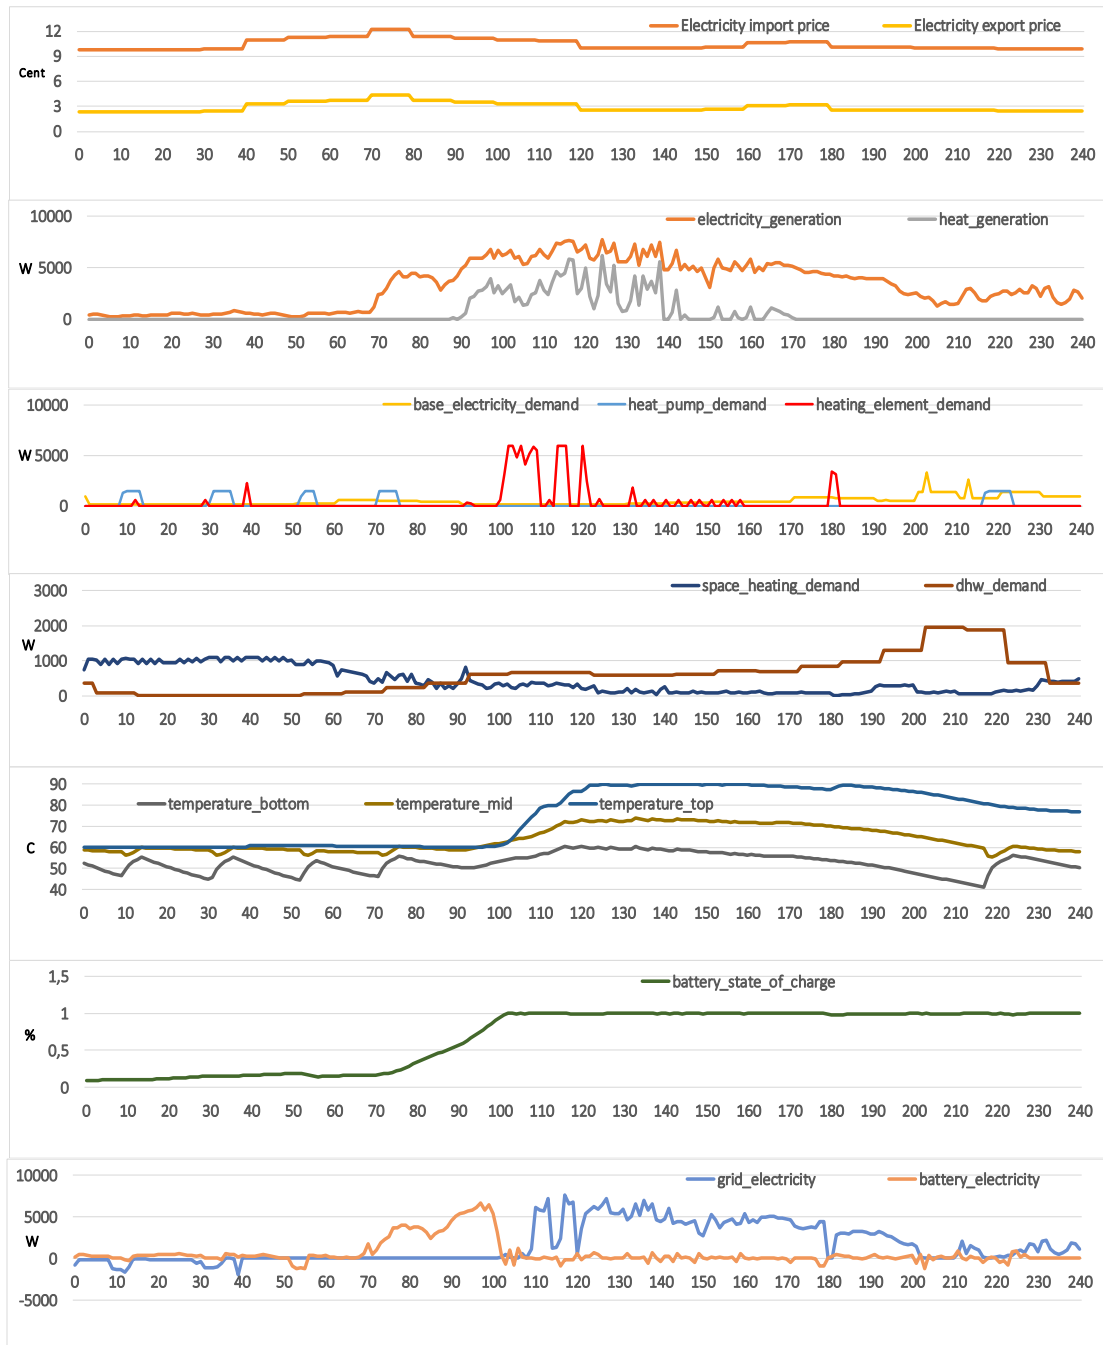 Electricity import price Electricity export price
12
9
Cent
6
3
0
0 10 20 30 40 50 60 70 80 90 100 110 120 130 140 150 160 170 180 190 200 210 220 230 240
10000
electricity_generation heat_generation
W 5000
0
0 10 20 30 40 50 60 70 80 90 100 110 120 130 140 150 160 170 180 190 200 210 220 230 240
10000 base_electricity_demand heat_pump_demand heating_element_demand
W 5000
0
0 10 20 30 40 50 60 70 80 90 100 110 120 130 140 150 160 170 180 190 200 210 220 230 240
3000 space_heating_demand dhw_demand
2000
W
1000
0
0 10 20 30 40 50 60 70 80 90 100 110 120 130 140 150 160 170 180 190 200 210 220 230 240
90
80 temperature_bottom temperature_mid temperature_top
70
C 60
50
40
0 10 20 30 40 50 60 70 80 90 100 110 120 130 140 150 160 170 180 190 200 210 220 230 240
1,5
battery_state_of_charge
1
%
0,5
0
0 10 20 30 40 50 60 70 80 90 100 110 120 130 140 150 160 170 180 190 200 210 220 230 240
10000 grid_electricity battery_electricity
5000
W
0
0 10 20 30 40 50 60 70 80 90 100 110 120 130 140 150 160 170 180 190 200 210 220 230 240
-5000